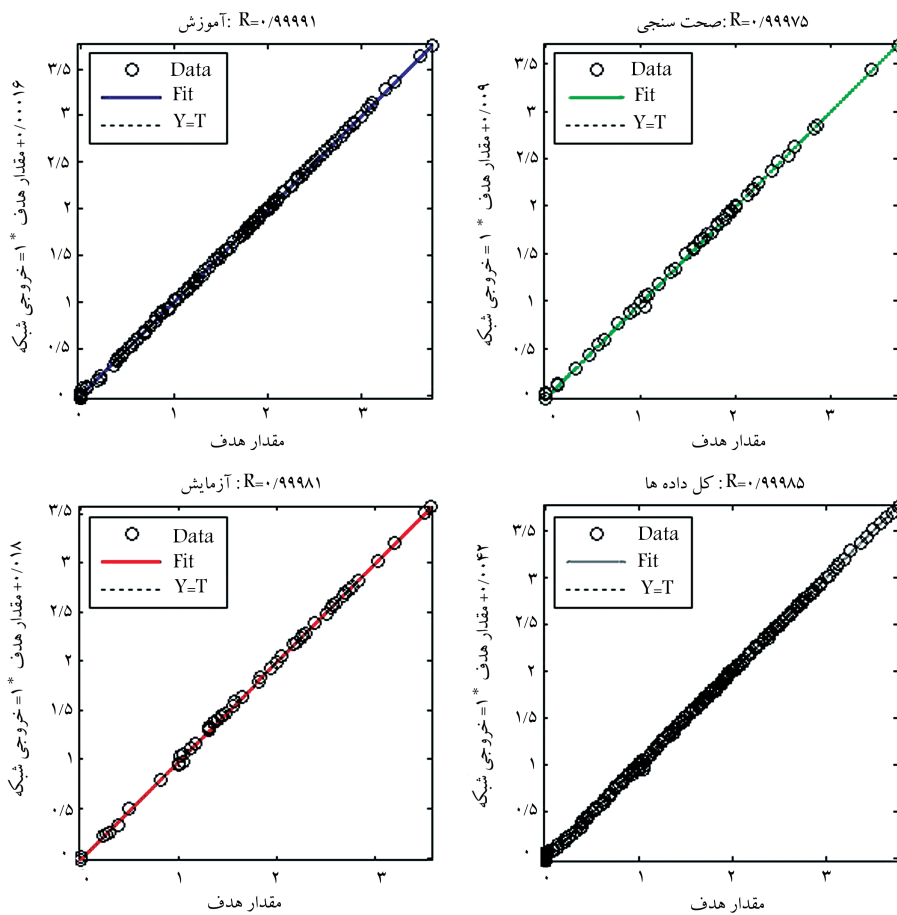 آموزش: R=۰/۹۹۹۹۱
خروجی شبکه =۱* مقدار هدف +۰/۰۰۰۱۶
۳/۵
۳
۲/۵
۲
۱/۵
۱
۰/۵
۰
Data
Fit
Y=T
۰ ۱ ۲ ۳
مقدار هدف
صحت سنجی: R=۰/۹۹۹۷۵
خروجی شبکه =۱* مقدار هدف +۰/۰۰۹
۳/۵
۳
۲/۵
۲
۱/۵
۱
۰/۵
۰
Data
Fit
Y=T
۰ ۱ ۲ ۳
مقدار هدف
آزمایش : R=۰/۹۹۹۸۱
خروجی شبکه =۱* مقدار هدف +۰/۰۱۸
۳/۵
۳
۲/۵
۲
۱/۵
۱
۰/۵
۰
Data
Fit
Y=T
۰ ۱ ۲ ۳
مقدار هدف
کل داده ها : R=۰/۹۹۹۸۵
خروجی شبکه =۱* مقدار هدف +۰/۰۰۴۲
۳/۵
۳
۲/۵
۲
۱/۵
۱
۰/۵
۰
Data
Fit
Y=T
۰ ۱ ۲ ۳
مقدار هدف